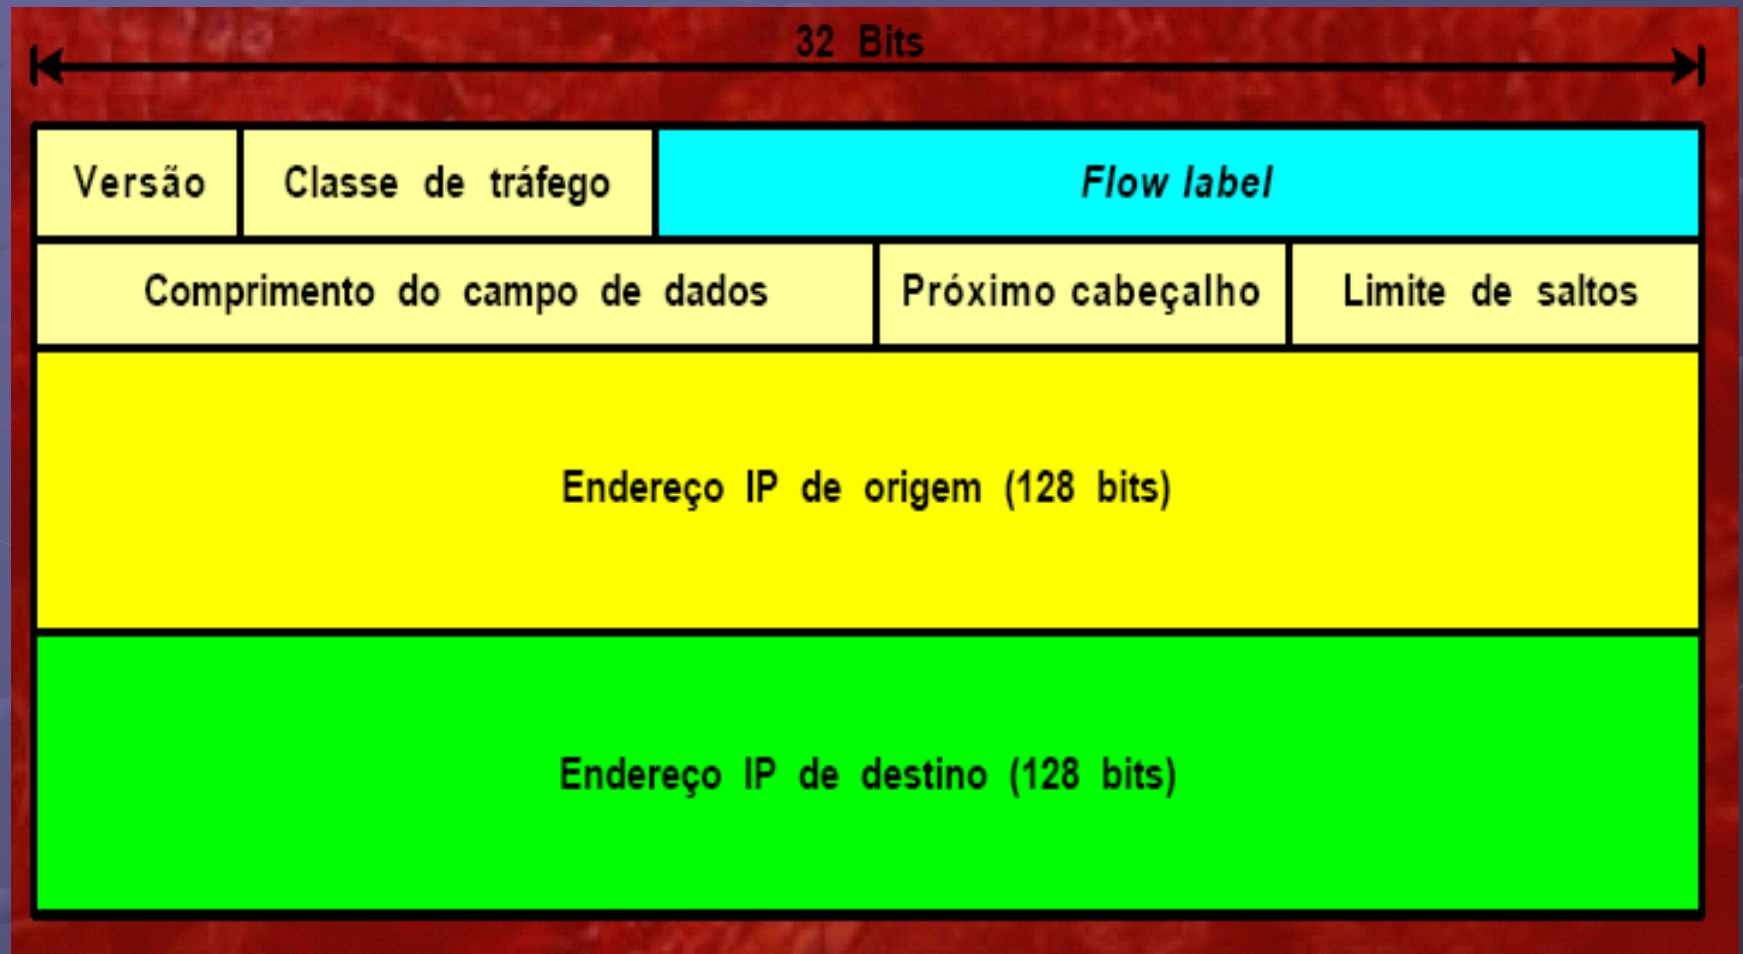 32 Bits
Versão
Classe de tráfego
Flow label
Comprimento do campo de dados
Próximo cabeçalho
Limite de saltos
Endereço IP de origem (128 bits)
Endereço IP de destino (128 bits)